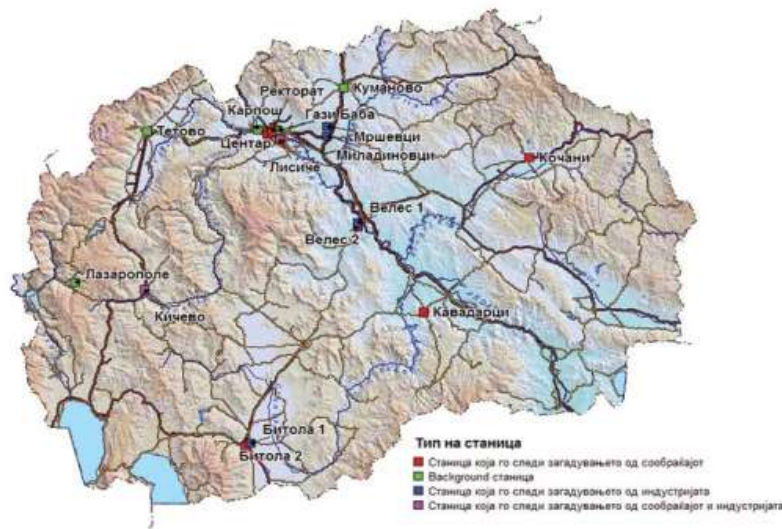 Ректорат
Куманово
Карпош
Гази Баба
Тетово
Мршевци
Центар
Миладиновци
Кочани
Лисиче
Велес 1
Велес 2
Лазарополе
Кичево
Кавадарци
Битола 1
Битола 2
Тип на станица
Станица која го следи загадувањето од сообраќајот
Background станица
Станица која го следи загадувањето од индустријата
Станица која го следи загадувањето од сообраќајот и индустријата